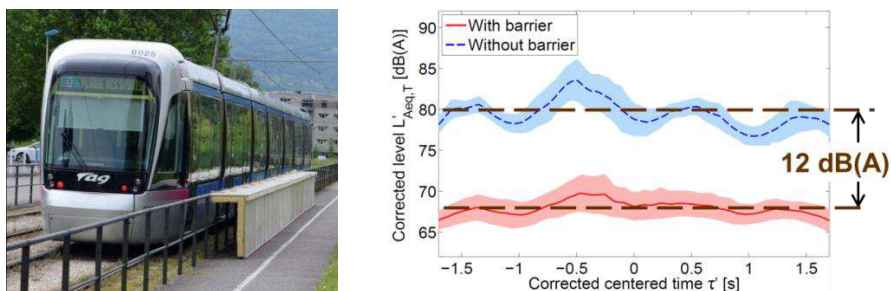 6025
TAG
With barrier
Without barrier
90
85
80
75
70
65
Corrected level L'Aeq,T [dB(A)]
12 dB(A)
-1.5 -1 -0.5 0 0.5 1 1.5
Corrected centered time τ' [s]